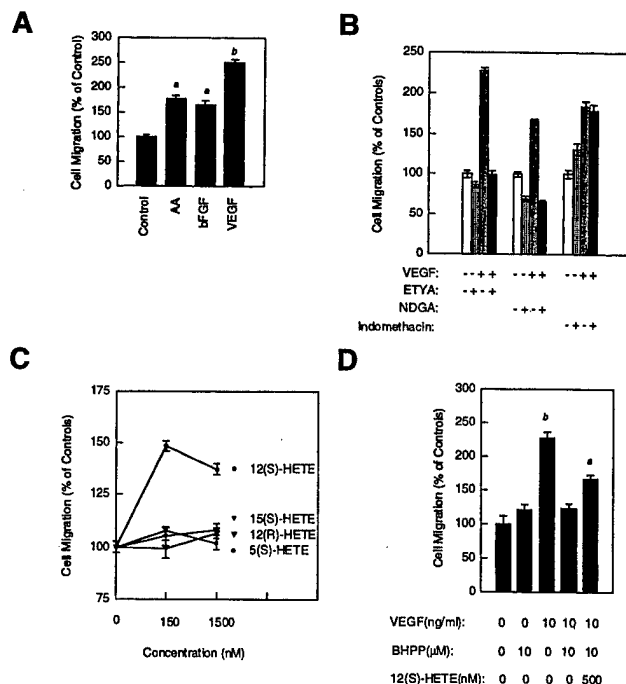 A
Cell Migration (% of Control)
300
250
200
150
100
50
0
a
a
b
Control
AA
bFGF
VEGF
B
Cell Migration (% of Controls)
250
200
150
100
50
0
VEGF: --++ --++ --++
ETYA: -+-+
NDGA: -+-+
Indomethacin: -+-+
C
Cell Migration (% of Controls)
175
150
125
100
75
12(S)-HETE
15(S)-HETE
12(R)-HETE
5(S)-HETE
0 150 1500
Concentration (nM)
D
Cell Migration (% of Controls)
300
250
200
150
100
50
0
b
a
VEGF(ng/ml): 0 0 10 10 10
BHPP(μM): 0 10 0 10 10
12(S)-HETE(nM): 0 0 0 0 500